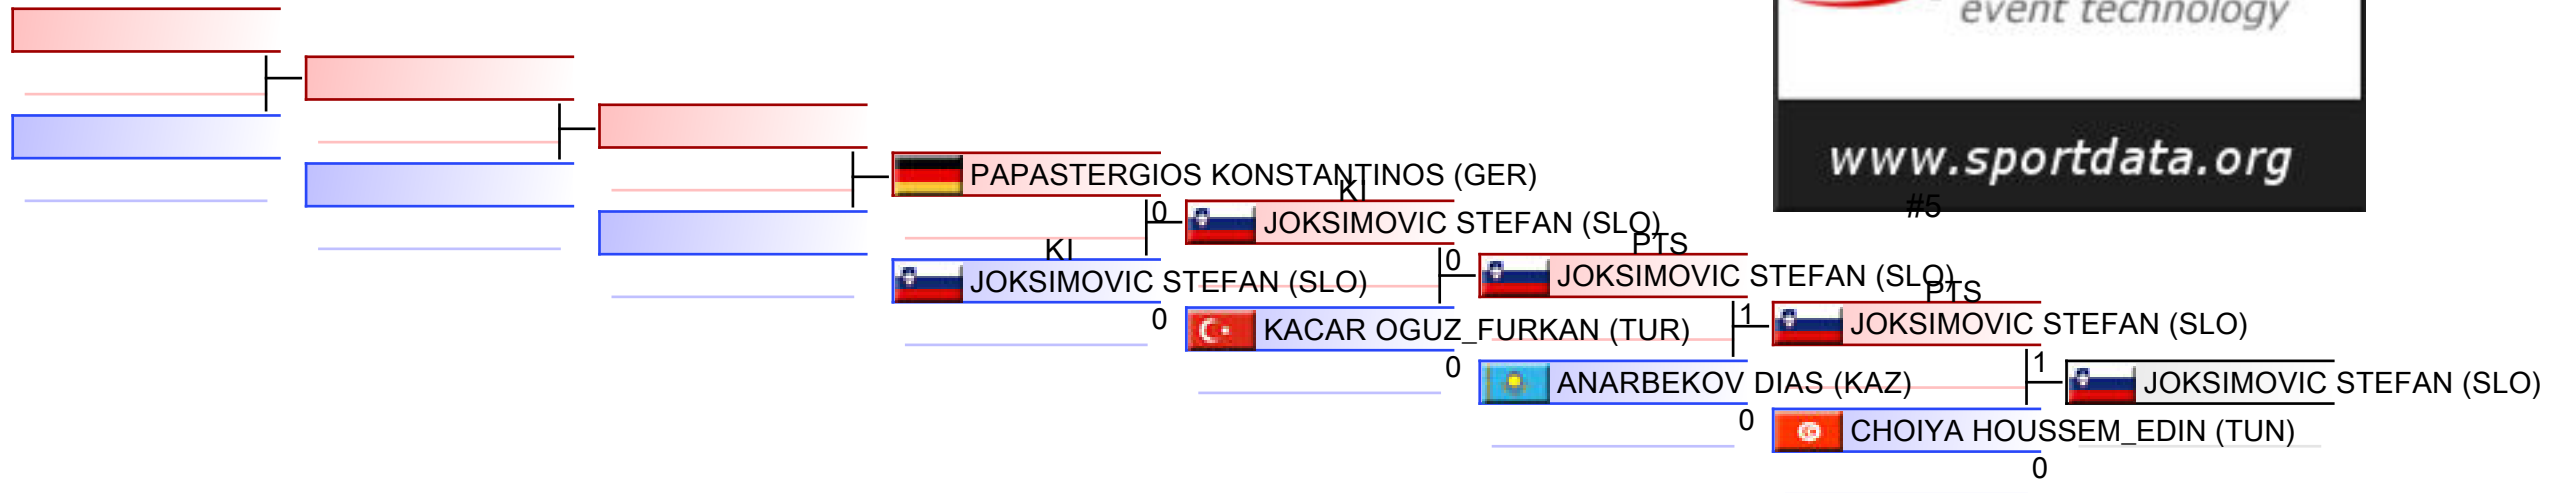 event technology
www.sportdata.org
#5
PAPASTERGIOS KONSTANTINOS (GER)
KI
0
JOKSIMOVIC STEFAN (SLO)
KI
JOKSIMOVIC STEFAN (SLO)
0
PTS
0
JOKSIMOVIC STEFAN (SLO)
KACAR OGUZ_FURKAN (TUR)
0
PTS
1
JOKSIMOVIC STEFAN (SLO)
ANARBEKOV DIAS (KAZ)
0
1
JOKSIMOVIC STEFAN (SLO)
CHOIYA HOUSSEM_EDIN (TUN)
0